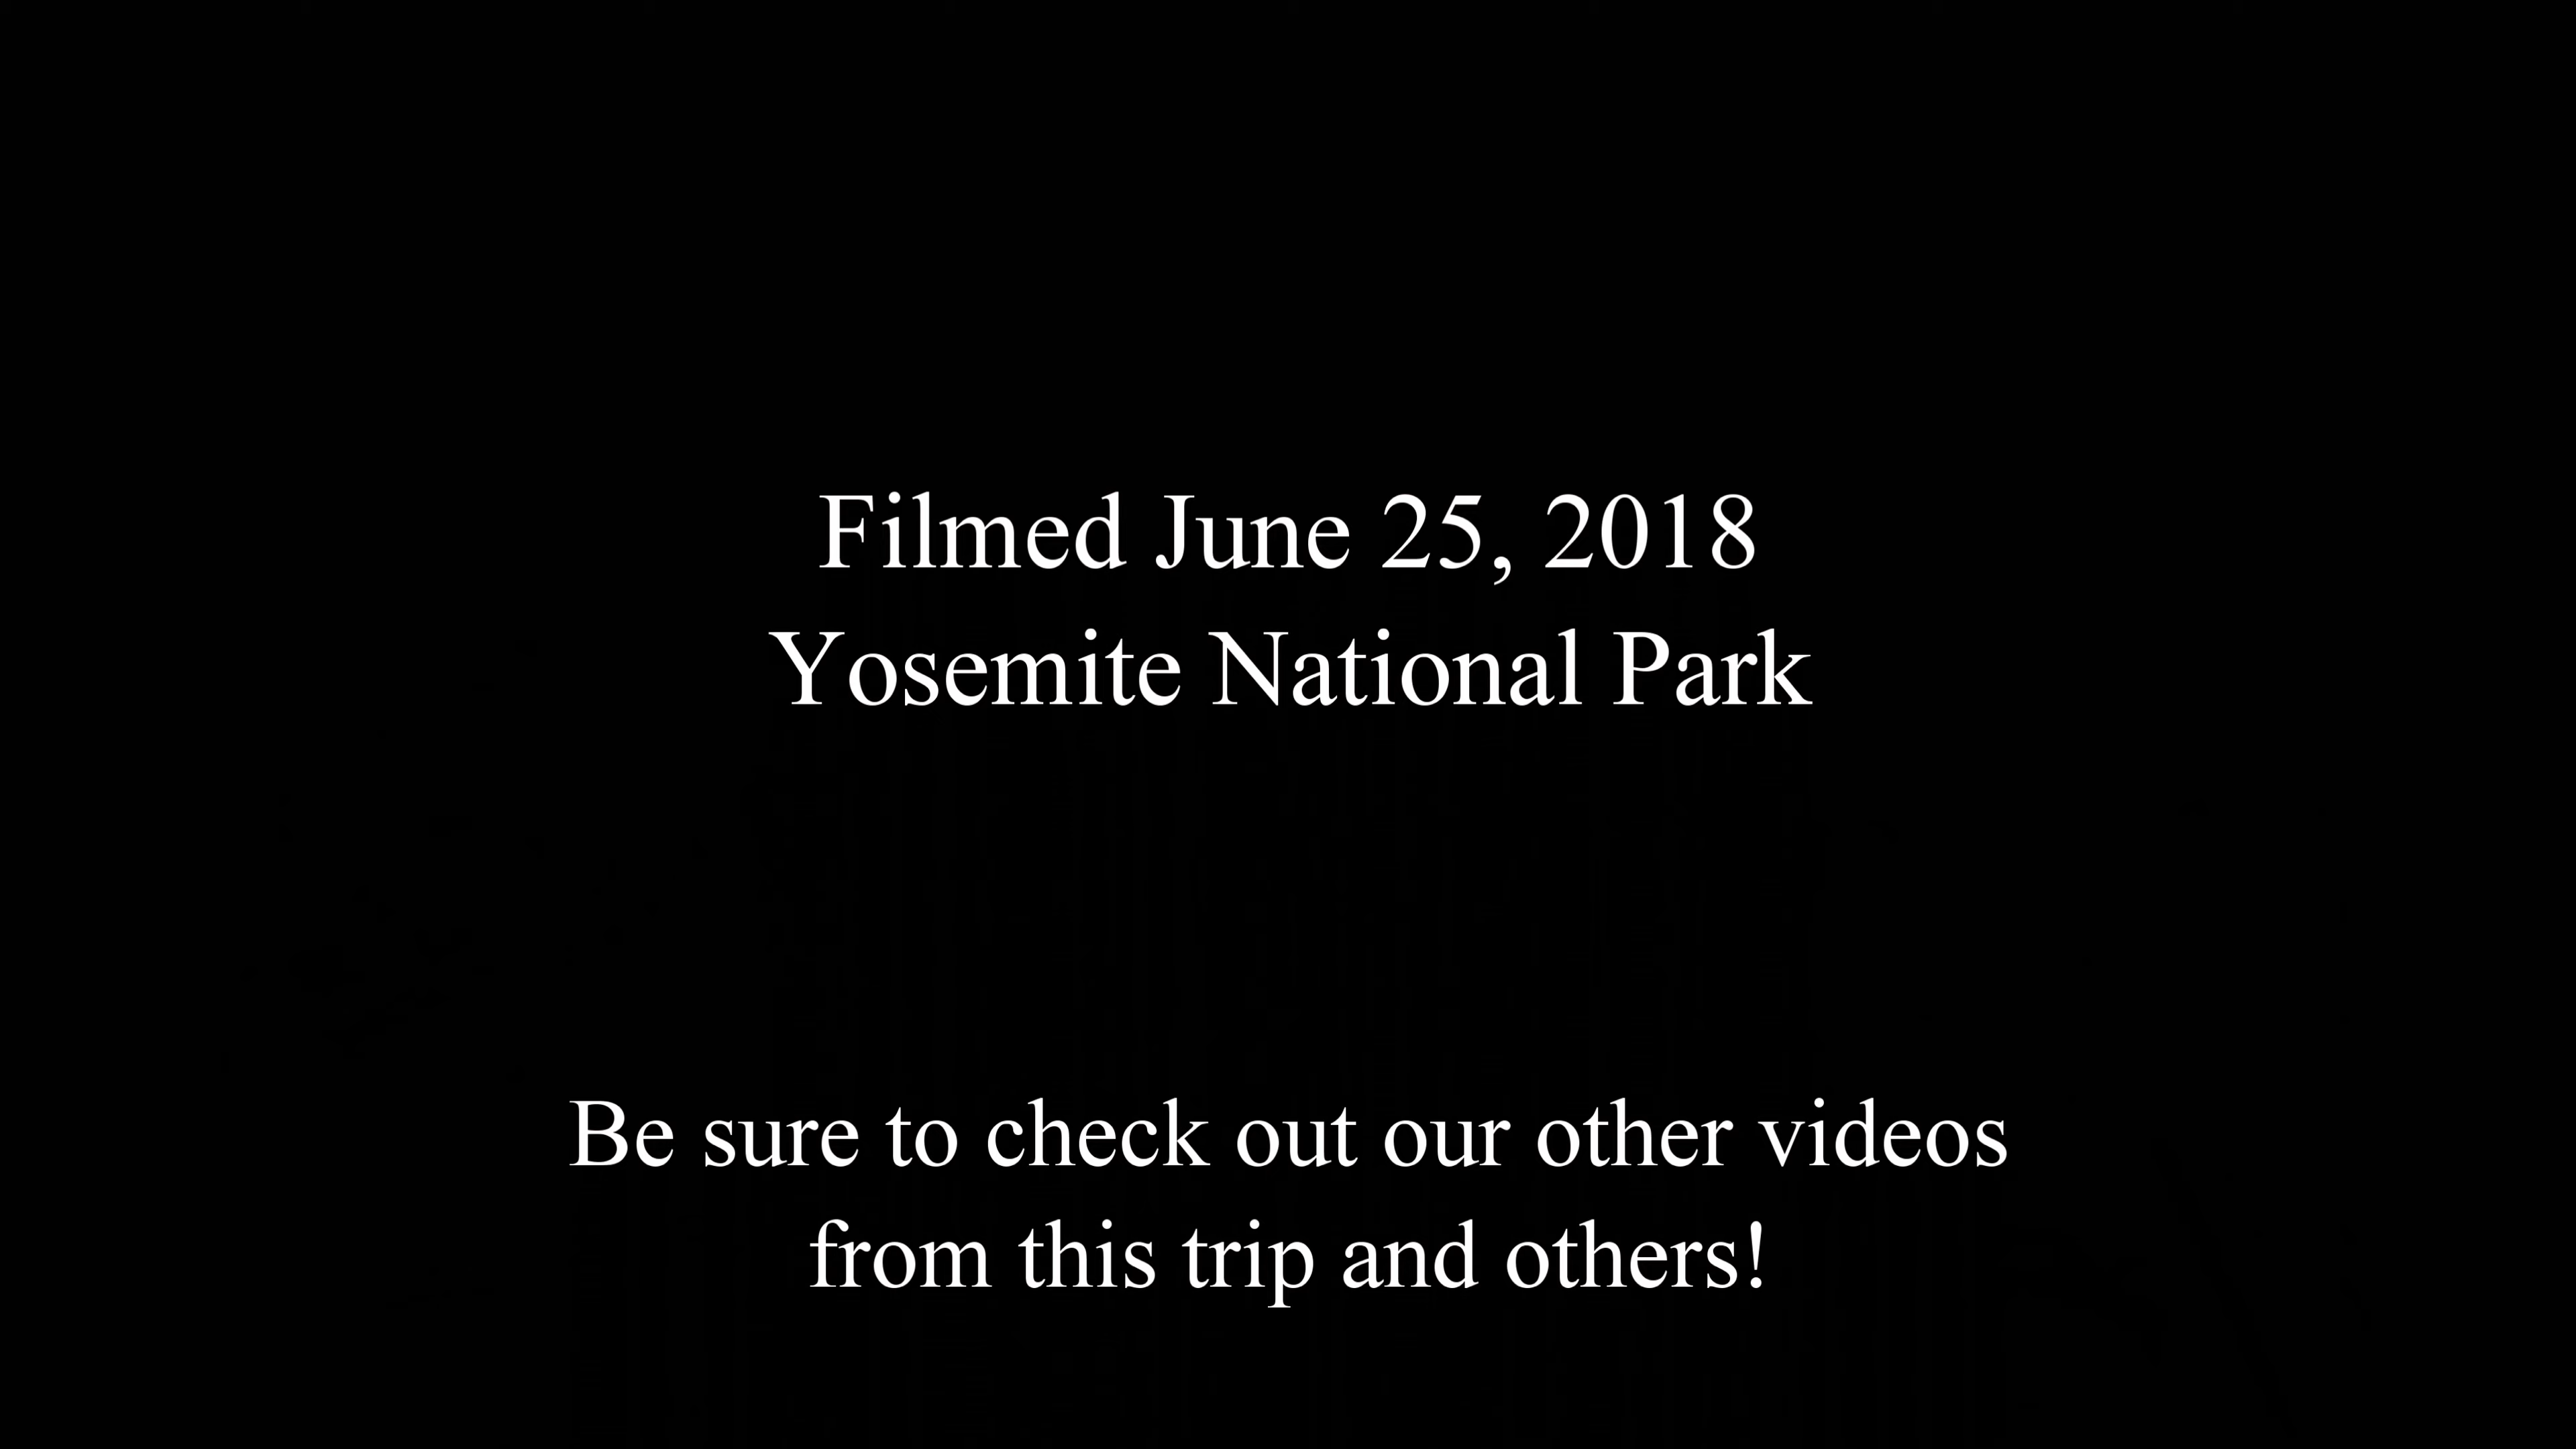 Filmed June 25, 2018
Yosemite National Park
Be sure to check out our other videos
from this trip and others!